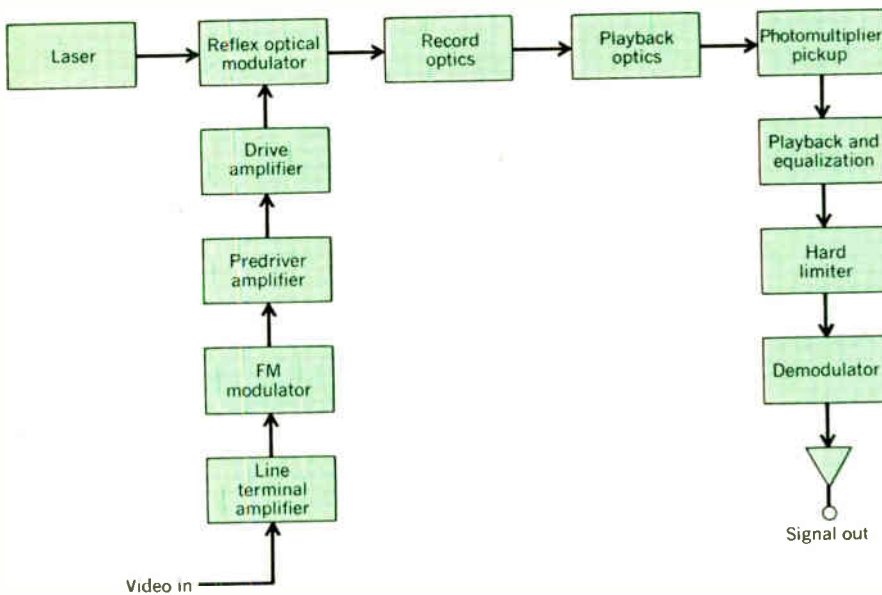 Laser
Reflex optical
modulator
Record
optics
Playback
optics
Photomultiplier
pickup
Drive
amplifier
Playback and
equalization
Predriver
amplifier
Hard
limiter
FM
modulator
Demodulator
Line
terminal
amplifier
Signal out
Video in